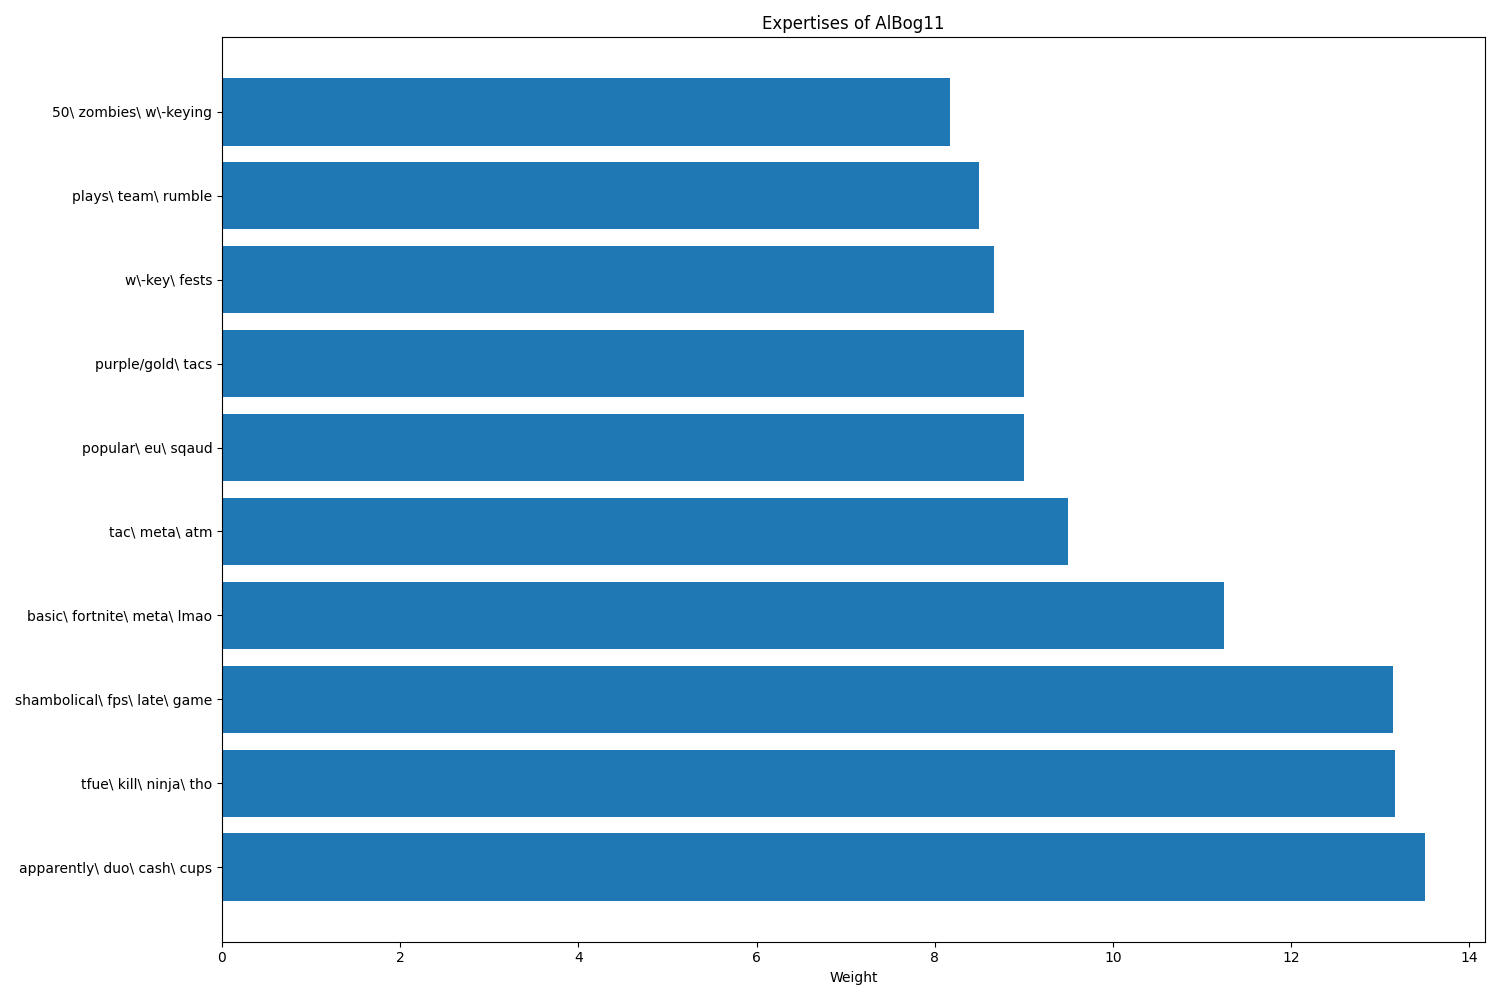 Expertises of AlBog11
50\ zombies\ w\-keying
plays\ team\ rumble
w\-key\ fests
purple/gold\ tacs
popular\ eu\ sqaud
tac\ meta\ atm
basic\ fortnite\ meta\ lmao
shambolical\ fps\ late\ game
tfue\ kill\ ninja\ tho
apparently\ duo\ cash\ cups
0 2 4 6 8 10 12 14
Weight